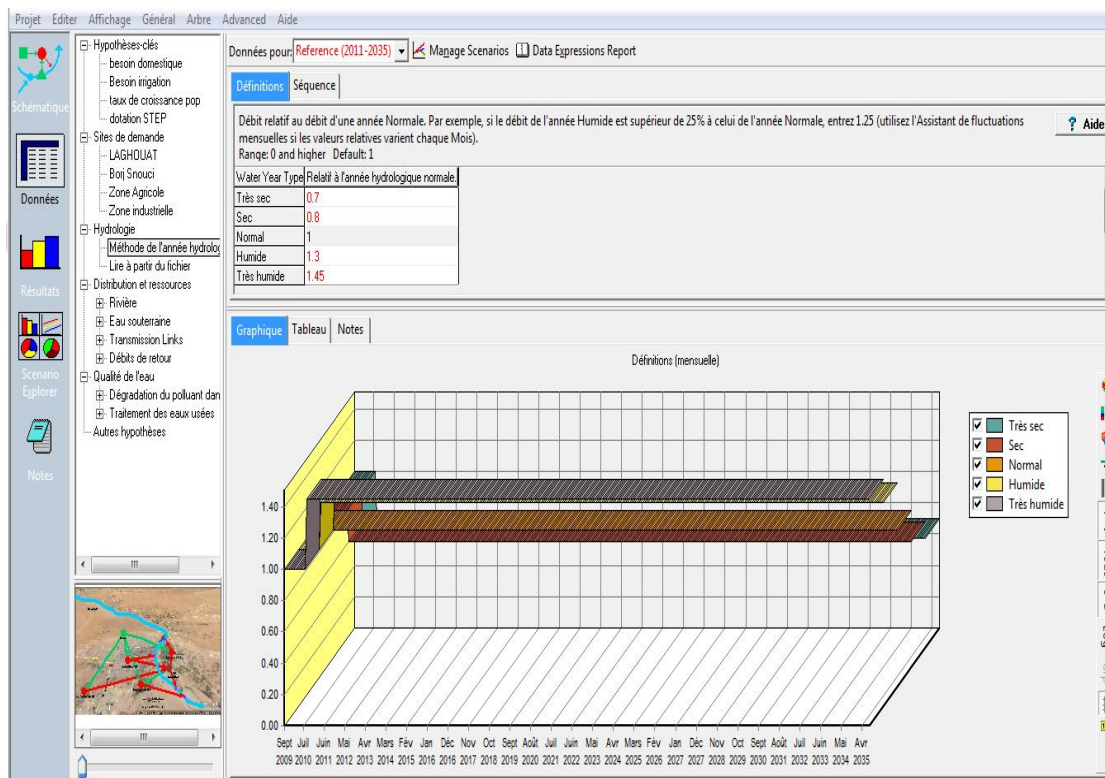 Projet Editer Affichage Général Arbre Advanced Aide
Schématique
Données
Résultats
Scenario
Explorer
Notes
Hypothèses-clés
besoin domestique
Besoin irrigation
taux de croissance pop
dotation STEP
Sites de demande
LAGHOUAT
Borj Snouci
Zone Agricole
Zone industrielle
Hydrologie
Méthode de l'année hydrolog
Lire à partir du fichier
Distribution et ressources
Rivière
Eau souterraine
Transmission Links
Débits de retour
Qualité de l'eau
Dégradation du polluant dan
Traitement des eaux usées
Autres hypothèses
Données pour: Reference (2011-2035) Manage Scenarios Data Expressions Report
Définitions Séquence
Débit relatif au débit d'une année Normale. Par exemple, si le débit de l'année Humide est supérieur de 25% à celui de l'année Normale, entrez 1.25 (utilisez l'Assistant de fluctuations
mensuelles si les valeurs relatives varient chaque Mois).
Range: 0 and higher Default: 1
? Aide
Water Year Type Relatif à l'année hydrologique normale.
Très sec 0.7
Sec 0.8
Normal 1
Humide 1.3
Très humide 1.45
Graphique Tableau Notes
Définitions (mensuelle)
1.40
1.20
1.00
0.80
0.60
0.40
0.20
0.00
Sept Juil Juin Mai Avr Mars Fév Jan Déc Nov Oct Sept Août Juil Juin Mai Avr Mars Fév Jan Déc Nov Oct Sept Août Juil Juin Mai Avr
2009 2010 2011 2012 2013 2014 2015 2016 2016 2017 2018 2019 2020 2021 2022 2023 2024 2025 2026 2027 2027 2028 2029 2030 2031 2032 2033 2034 2035
Très sec
Sec
Normal
Humide
Très humide